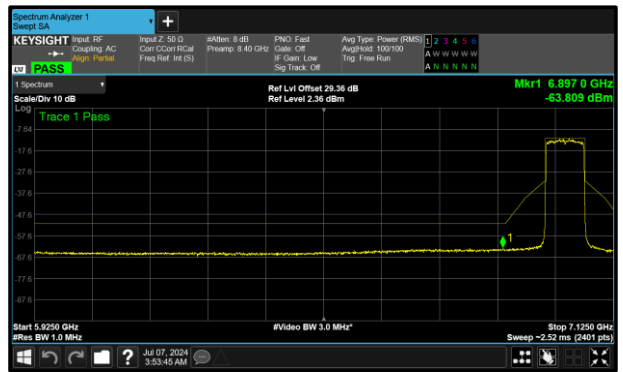 Spectrum Analyzer 1
Swept SA
+
KEYSIGHT Input: RF Input Z: 50 Ω #Atten: 8 dB PNO: Fast Avg Type: Power (RMS) 1 2 3 4 5 6
Coupling: AC Corr CCorr RCal Preamp: 8.40 GHz Gate: Off Avg|Hold: 100/100 A W W W W W
Align: Partial Freq Ref: Int (S) IF Gain: Low Trig: Free Run
LXI PASS Sig Track: Off A N N N N N
1 Spectrum Ref Lvl Offset 29.36 dB Mkr1 6.897 0 GHz
Scale/Div 10 dB Ref Level 2.36 dBm -63.809 dBm
Log
Trace 1 Pass
-7.64
-17.6
-27.6
-37.6
-47.6
-57.6
1
-67.6
-77.6
-87.6
Start 5.9250 GHz #Video BW 3.0 MHz* Stop 7.1250 GHz
#Res BW 1.0 MHz Sweep ~2.52 ms (2401 pts)
? Jul 07, 2024
3:53:45 AM